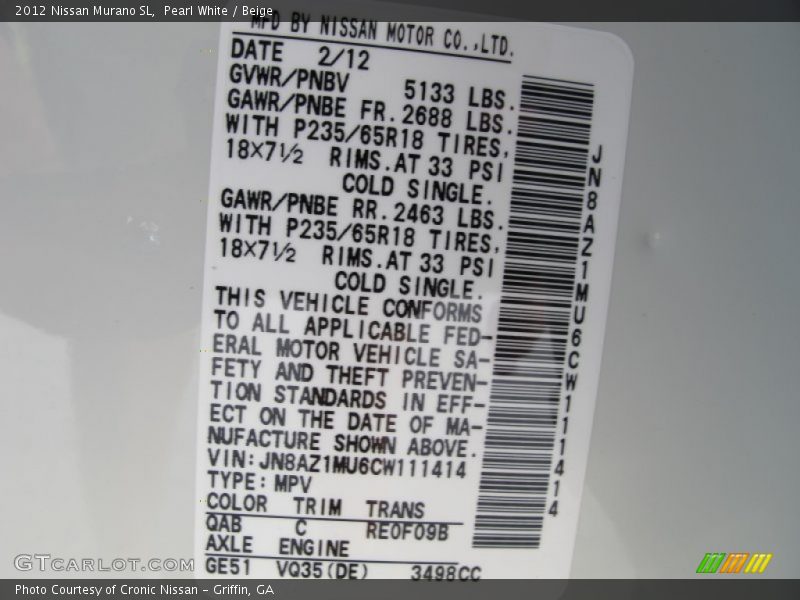 2012 Nissan Murano SL,  Pearl White / Beige
MFD BY NISSAN MOTOR CO.,LTD.
DATE 2/12
GVWR/PNBV 5133 LBS.
GAWR/PNBE FR.2688 LBS.
WITH P235/65R18 TIRES,
18×7½ RIMS.AT 33 PSI
COLD SINGLE.
GAWR/PNBE RR.2463 LBS.
WITH P235/65R18 TIRES,
18×7½ RIMS.AT 33 PSI
COLD SINGLE.
THIS VEHICLE CONFORMS
TO ALL APPLICABLE FED-
ERAL MOTOR VEHICLE SA-
FETY AND THEFT PREVEN-
TION STANDARDS IN EFF-
ECT ON THE DATE OF MA-
NUFACTURE SHOWN ABOVE.
VIN:JN8AZ1MU6CW111414
TYPE:MPV
COLOR TRIM TRANS
QAB C RE0F09B
AXLE ENGINE
GE51 VQ35(DE) 3498CC
JN8AZ1MU6CW111414
GTCARLOT.COM
Photo Courtesy of Cronic Nissan - Griffin, GA